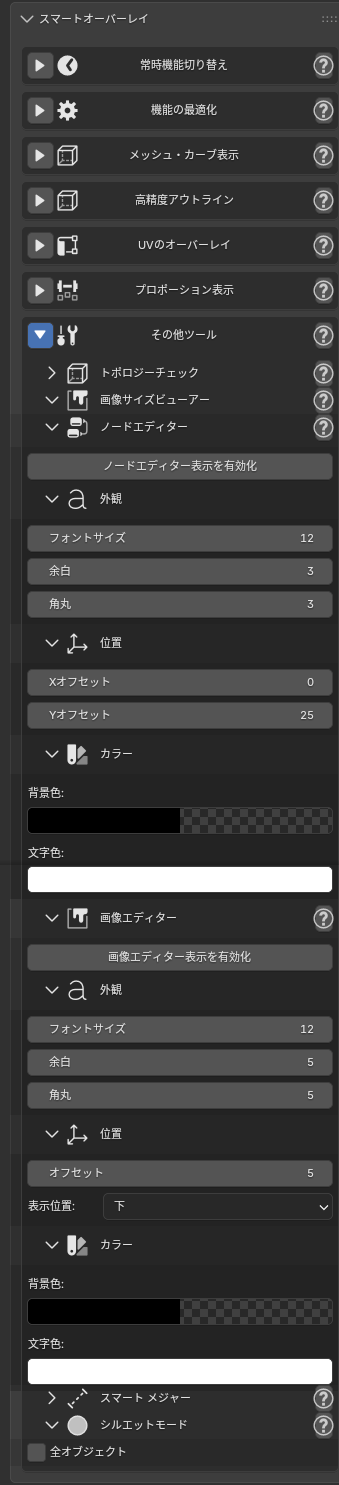 スマートオーバーレイ
常時機能切り替え
機能の最適化
メッシュ・カーブ表示
高精度アウトライン
UVのオーバーレイ
プロポーション表示
その他ツール
トポロジーチェック
画像サイズビューアー
ノードエディター
ノードエディター表示を有効化
外観
フォントサイズ 12
余白 3
角丸 3
位置
Xオフセット 0
Yオフセット 25
カラー
背景色:
文字色:
画像エディター
画像エディター表示を有効化
外観
フォントサイズ 12
余白 5
角丸 5
位置
オフセット 5
表示位置: 下
カラー
背景色:
文字色:
スマート メジャー
シルエットモード
全オブジェクト